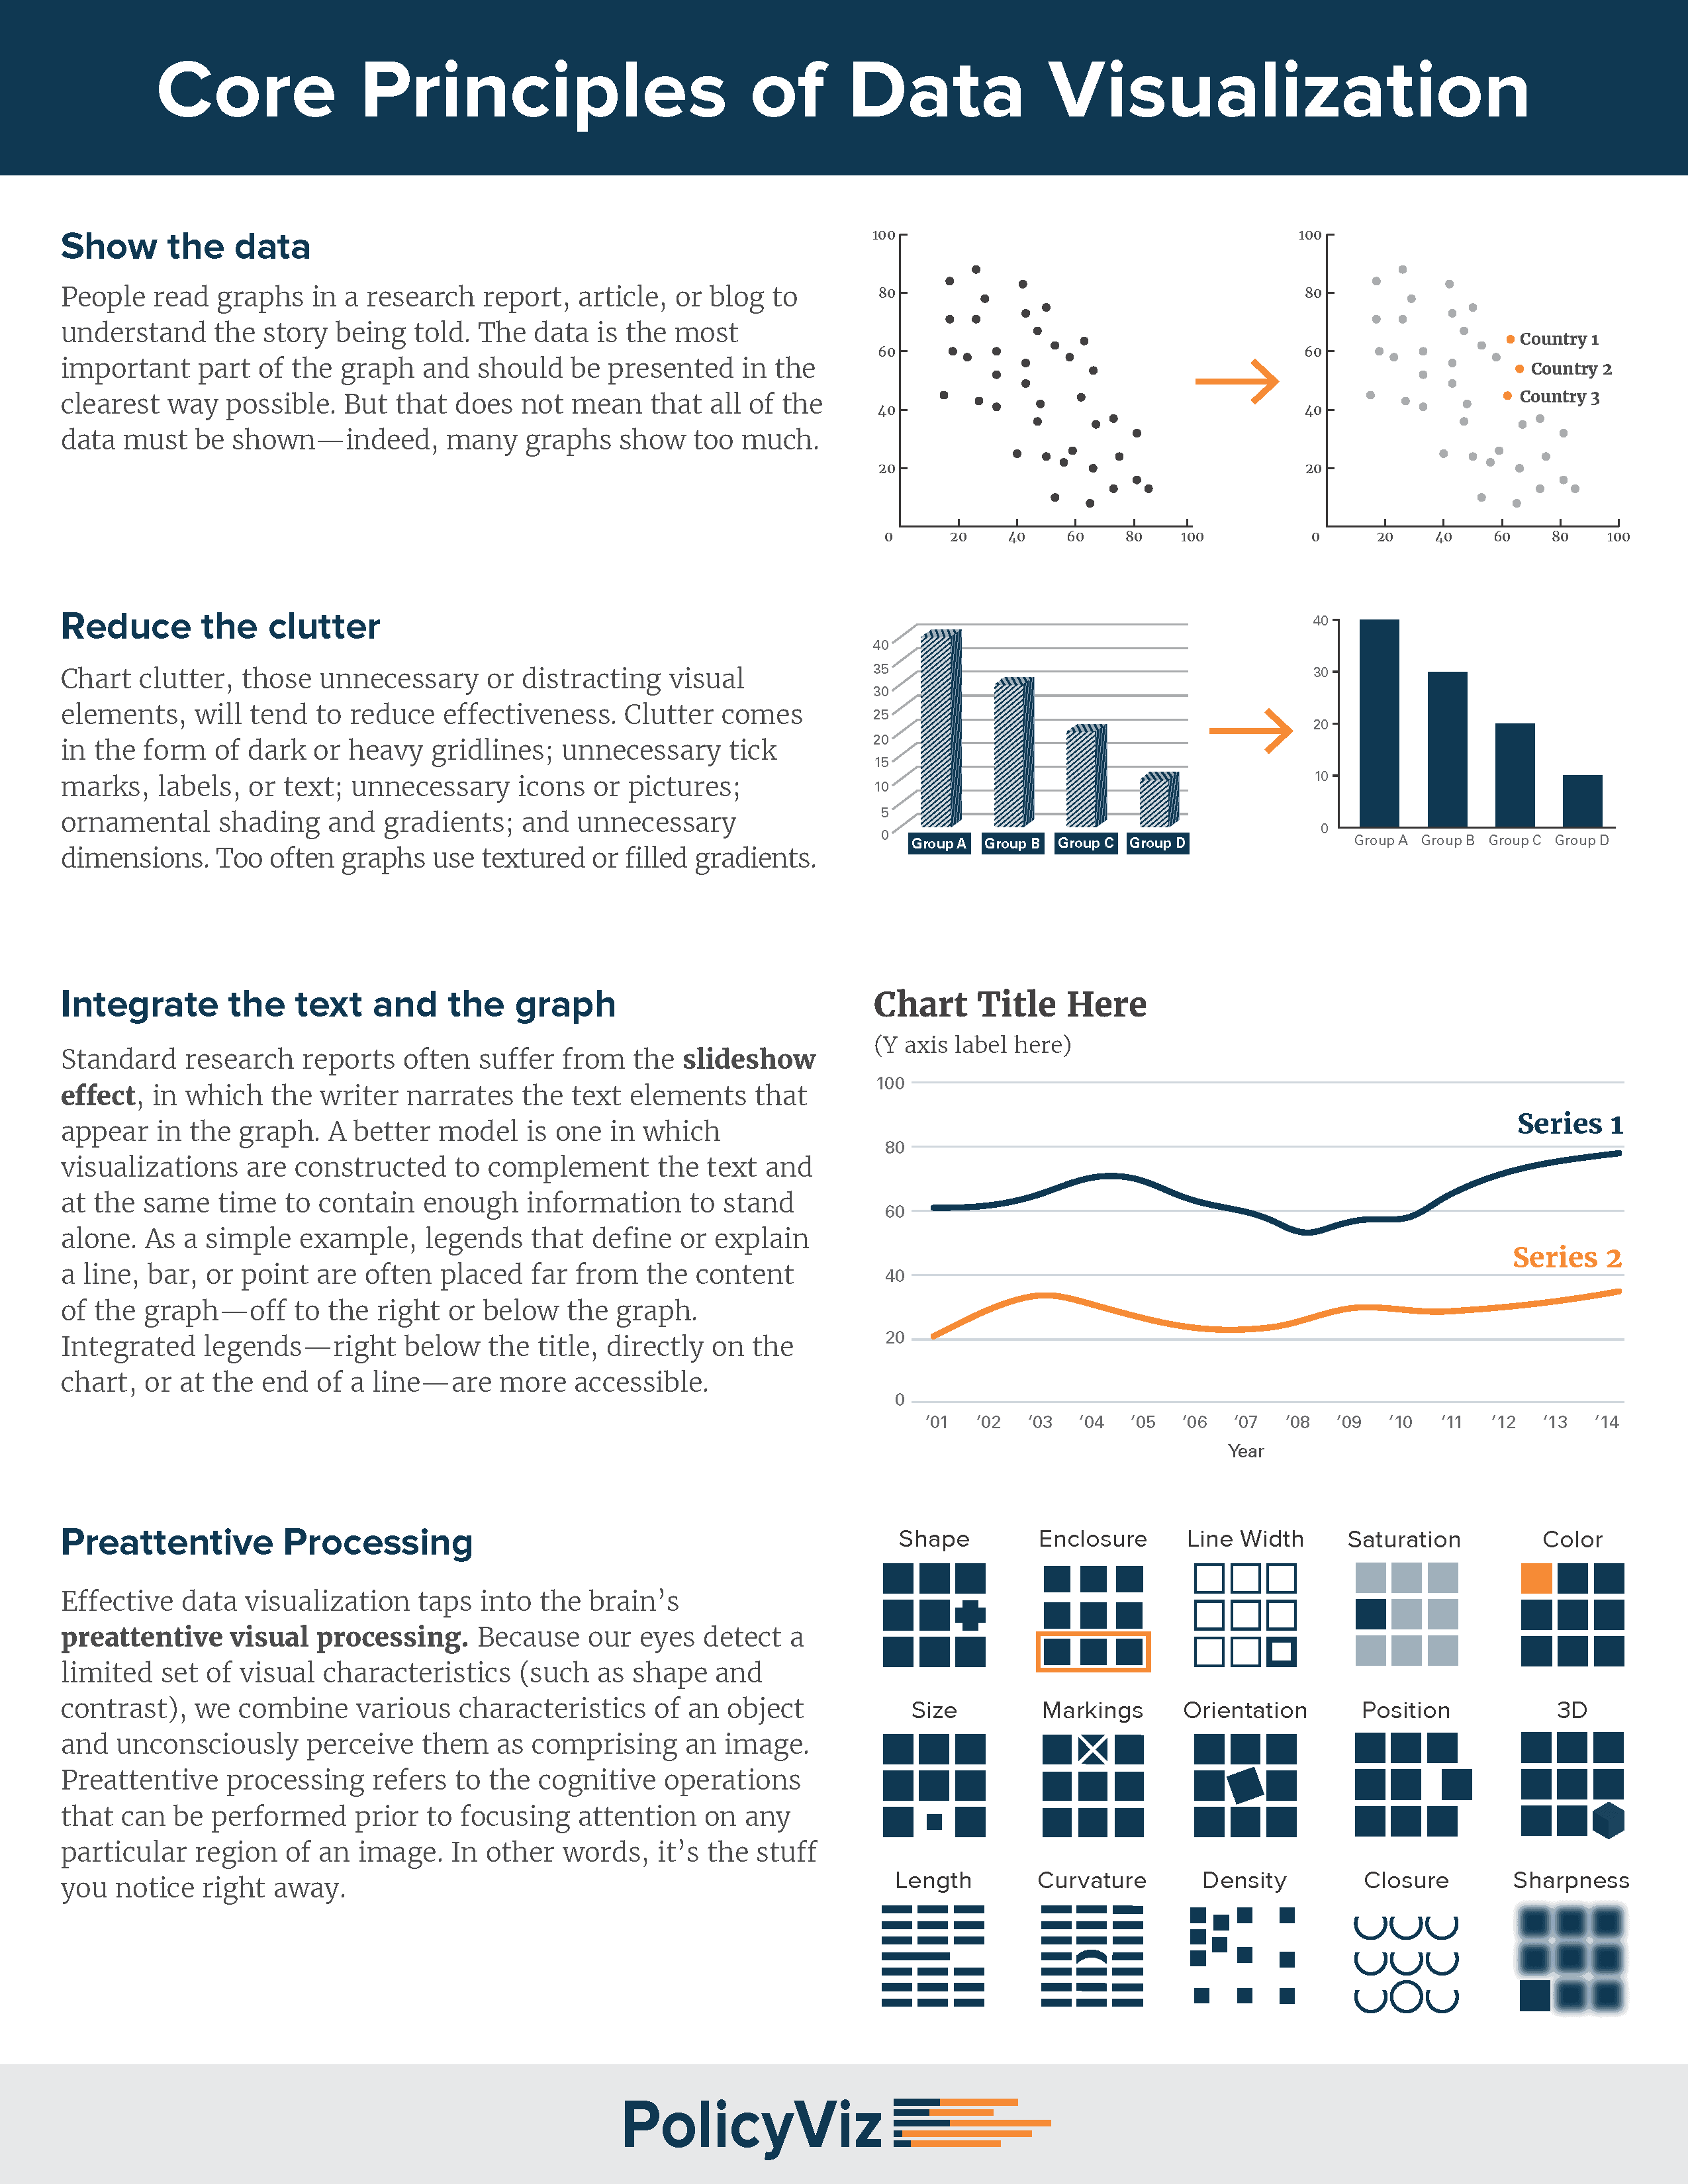 Core Principles of Data Visualization
Show the data
People read graphs in a research report, article, or blog to
understand the story being told. The data is the most
important part of the graph and should be presented in the
clearest way possible. But that does not mean that all of the
data must be shown—indeed, many graphs show too much.
100
80
60
40
20
0 20 40 60 80 100
100
80
60
40
20
0 20 40 60 80 100
Country 1
Country 2
Country 3
Reduce the clutter
Chart clutter, those unnecessary or distracting visual
elements, will tend to reduce effectiveness. Clutter comes
in the form of dark or heavy gridlines; unnecessary tick
marks, labels, or text; unnecessary icons or pictures;
ornamental shading and gradients; and unnecessary
dimensions. Too often graphs use textured or filled gradients.
40
35
30
25
20
15
10
5
0
Group A Group B Group C Group D
40
30
20
10
0
Group A Group B Group C Group D
Integrate the text and the graph
Standard research reports often suffer from the slideshow
effect, in which the writer narrates the text elements that
appear in the graph. A better model is one in which
visualizations are constructed to complement the text and
at the same time to contain enough information to stand
alone. As a simple example, legends that define or explain
a line, bar, or point are often placed far from the content
of the graph—off to the right or below the graph.
Integrated legends—right below the title, directly on the
chart, or at the end of a line—are more accessible.
Chart Title Here
(Y axis label here)
100
Series 1
80
60
Series 2
40
20
0
’01 ’02 ’03 ’04 ’05 ’06 ’07 ’08 ’09 ’10 ’11 ’12 ’13 ’14
Year
Preattentive Processing
Effective data visualization taps into the brain’s
preattentive visual processing. Because our eyes detect a
limited set of visual characteristics (such as shape and
contrast), we combine various characteristics of an object
and unconsciously perceive them as comprising an image.
Preattentive processing refers to the cognitive operations
that can be performed prior to focusing attention on any
particular region of an image. In other words, it’s the stuff
you notice right away.
Shape Enclosure Line Width Saturation Color
Size Markings Orientation Position 3D
Length Curvature Density Closure Sharpness
PolicyViz